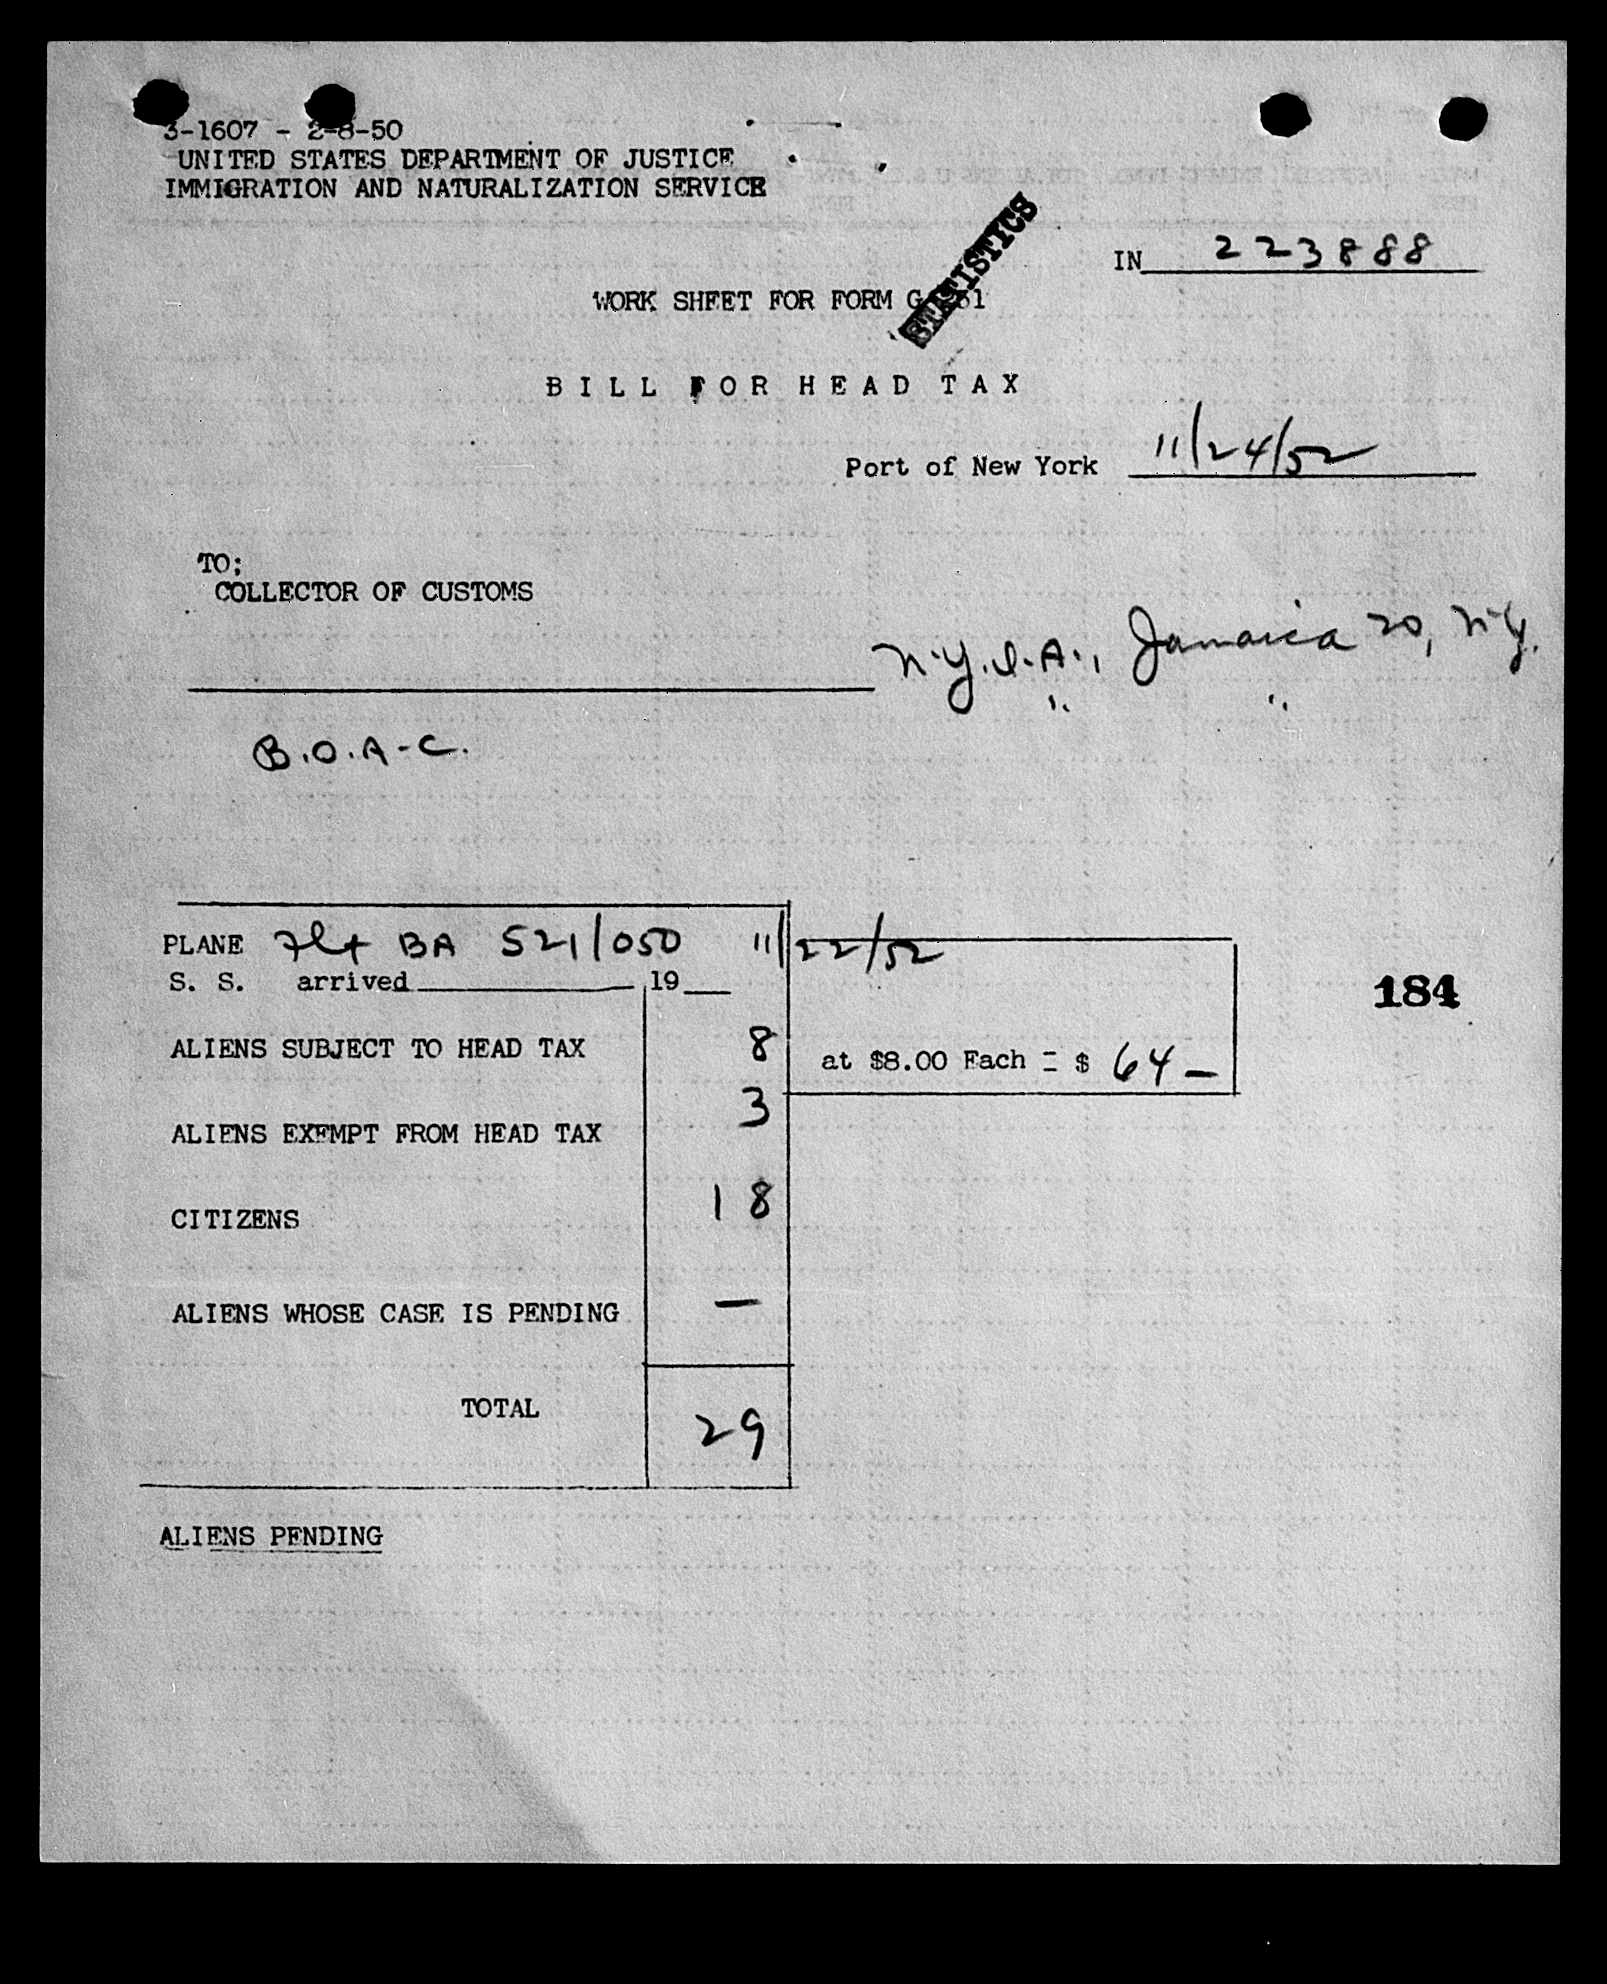 3-1607 - 2-8-50
UNITED STATES DEPARTMENT OF JUSTICE
IMMIGRATION AND NATURALIZATION SERVICE
STATISTICS
IN 223888
WORK SHEET FOR FORM
BILL FOR HEAD TAX
Port of New York 11/24/52
TO:
COLLECTOR OF CUSTOMS
N.Y.I.A., Jamaica 20, N.Y.
" "
B.O.A.C.
PLANE Flt BA 521/050 11/22/52
S. S. arrived 19
184
ALIENS SUBJECT TO HEAD TAX 8 at $8.00 Each = $ 64 —
ALIENS EXEMPT FROM HEAD TAX 3
CITIZENS 18
ALIENS WHOSE CASE IS PENDING —
TOTAL 29
ALIENS PENDING